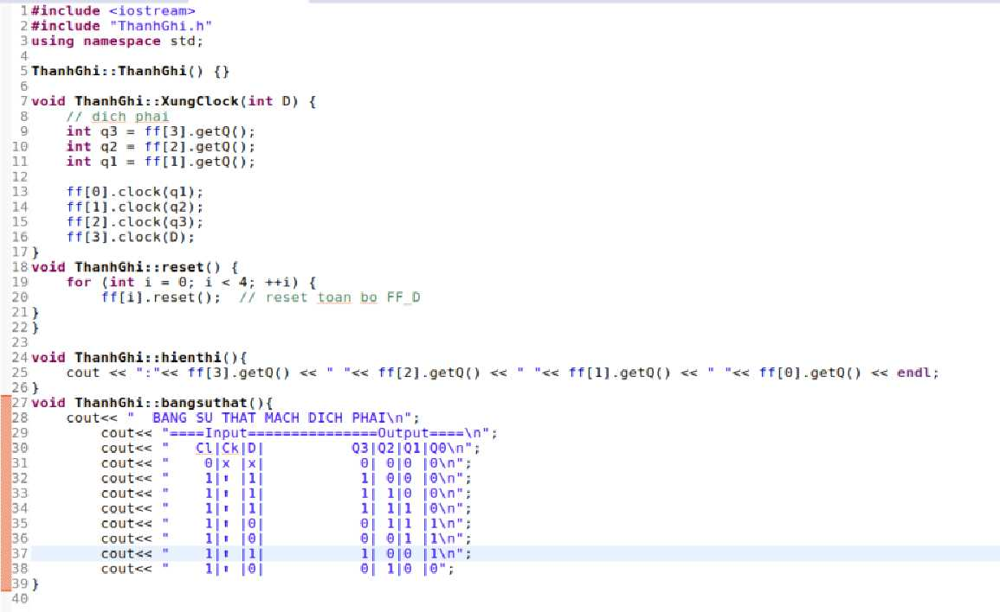 1 #include <iostream>
2 #include "ThanhGhi.h"
3 using namespace std;
4
5 ThanhGhi::ThanhGhi() {}
6
7 void ThanhGhi::XungClock(int D) {
8     // dich phai
9     int q3 = ff[3].getQ();
10     int q2 = ff[2].getQ();
11     int q1 = ff[1].getQ();
12
13     ff[0].clock(q1);
14     ff[1].clock(q2);
15     ff[2].clock(q3);
16     ff[3].clock(D);
17 }
18 void ThanhGhi::reset() {
19     for (int i = 0; i < 4; ++i) {
20         ff[i].reset();  // reset toan bo FF_D
21 }
22 }
23
24 void ThanhGhi::hienthi(){
25     cout << ":"<< ff[3].getQ() << " "<< ff[2].getQ() << " "<< ff[1].getQ() << " "<< ff[0].getQ() << endl;
26 }
27 void ThanhGhi::bangsuthat(){
28     cout<< "  BANG SU THAT MACH DICH PHAI\n";
29         cout<< "====Input===============Output====\n";
30         cout<< "   Cl|Ck|D|          Q3|Q2|Q1|Q0\n";
31         cout<< "    0|x |x|           0| 0|0 |0\n";
32         cout<< "    1|⬆ |1|           1| 0|0 |0\n";
33         cout<< "    1|⬆ |1|           1| 1|0 |0\n";
34         cout<< "    1|⬆ |1|           1| 1|1 |0\n";
35         cout<< "    1|⬆ |0|           0| 1|1 |1\n";
36         cout<< "    1|⬆ |0|           0| 0|1 |1\n";
37         cout<< "    1|⬆ |1|           1| 0|0 |1\n";
38         cout<< "    1|⬆ |0|           0| 1|0 |0";
39 }
40